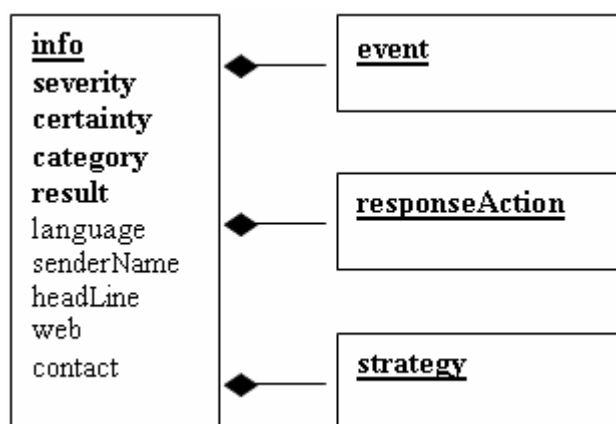 info
severity
certainty
category
result
language
senderName
headLine
web
contact
event
responseAction
strategy